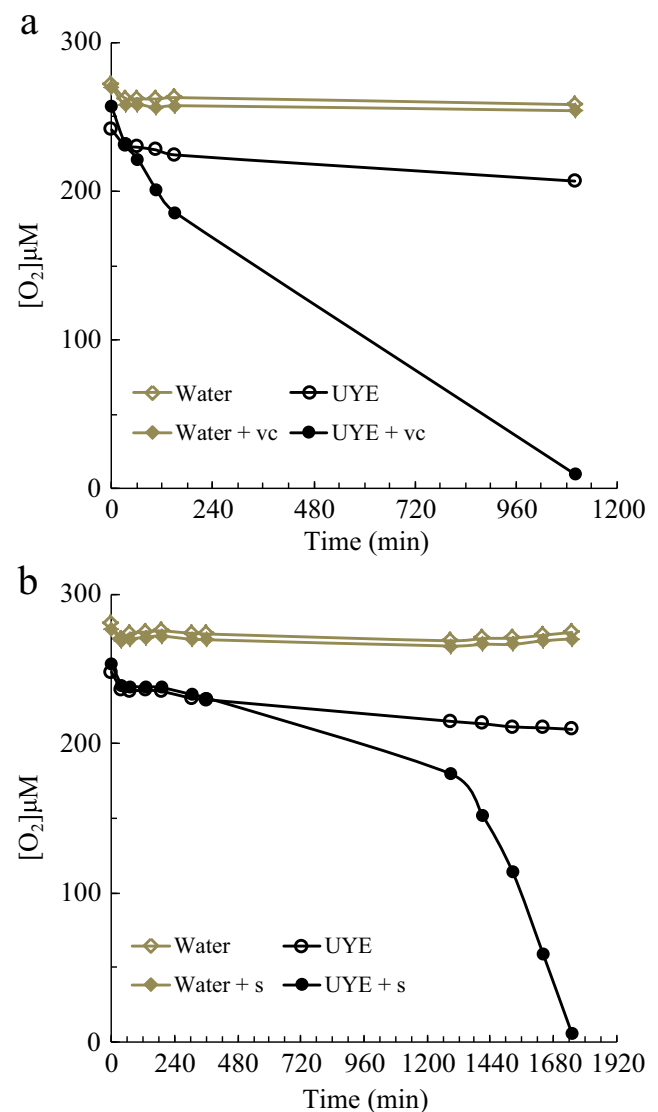 a
300
200
100
0
[O₂]µM
Water UYE
Water + vc UYE + vc
0 240 480 720 960 1200
Time (min)
b
300
200
100
0
[O₂]µM
Water UYE
Water + s UYE + s
0 240 480 720 960 1200 1440 1680 1920
Time (min)